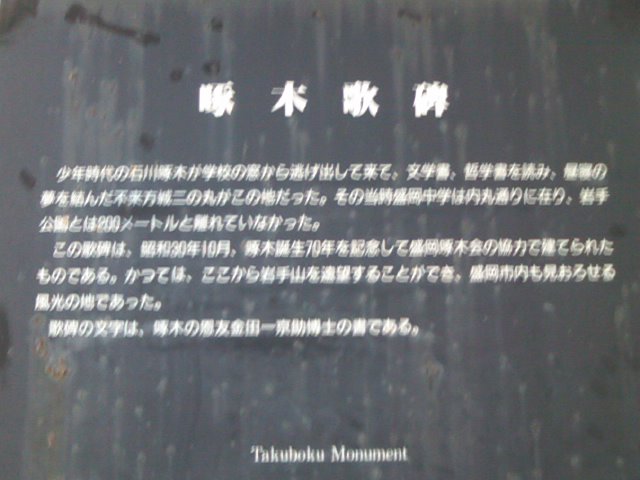 啄木歌碑
少年時代の石川啄木が学校の窓から逃げ出して来て、文学書、哲学書を読み、昼寝の
夢を結んだ不来方城二の丸がこの地だった。その当時盛岡中学は内丸通りに在り、岩手
公園とは200メートルと離れていなかった。
この歌碑は、昭和30年10月、啄木誕生70年を記念して盛岡啄木会の協力で建てられた
ものである。かつては、ここから岩手山を遠望することができ、盛岡市内も見おろせる
風光の地であった。
歌碑の文字は、啄木の恩友金田一京助博士の書である。
Takuboku Monument